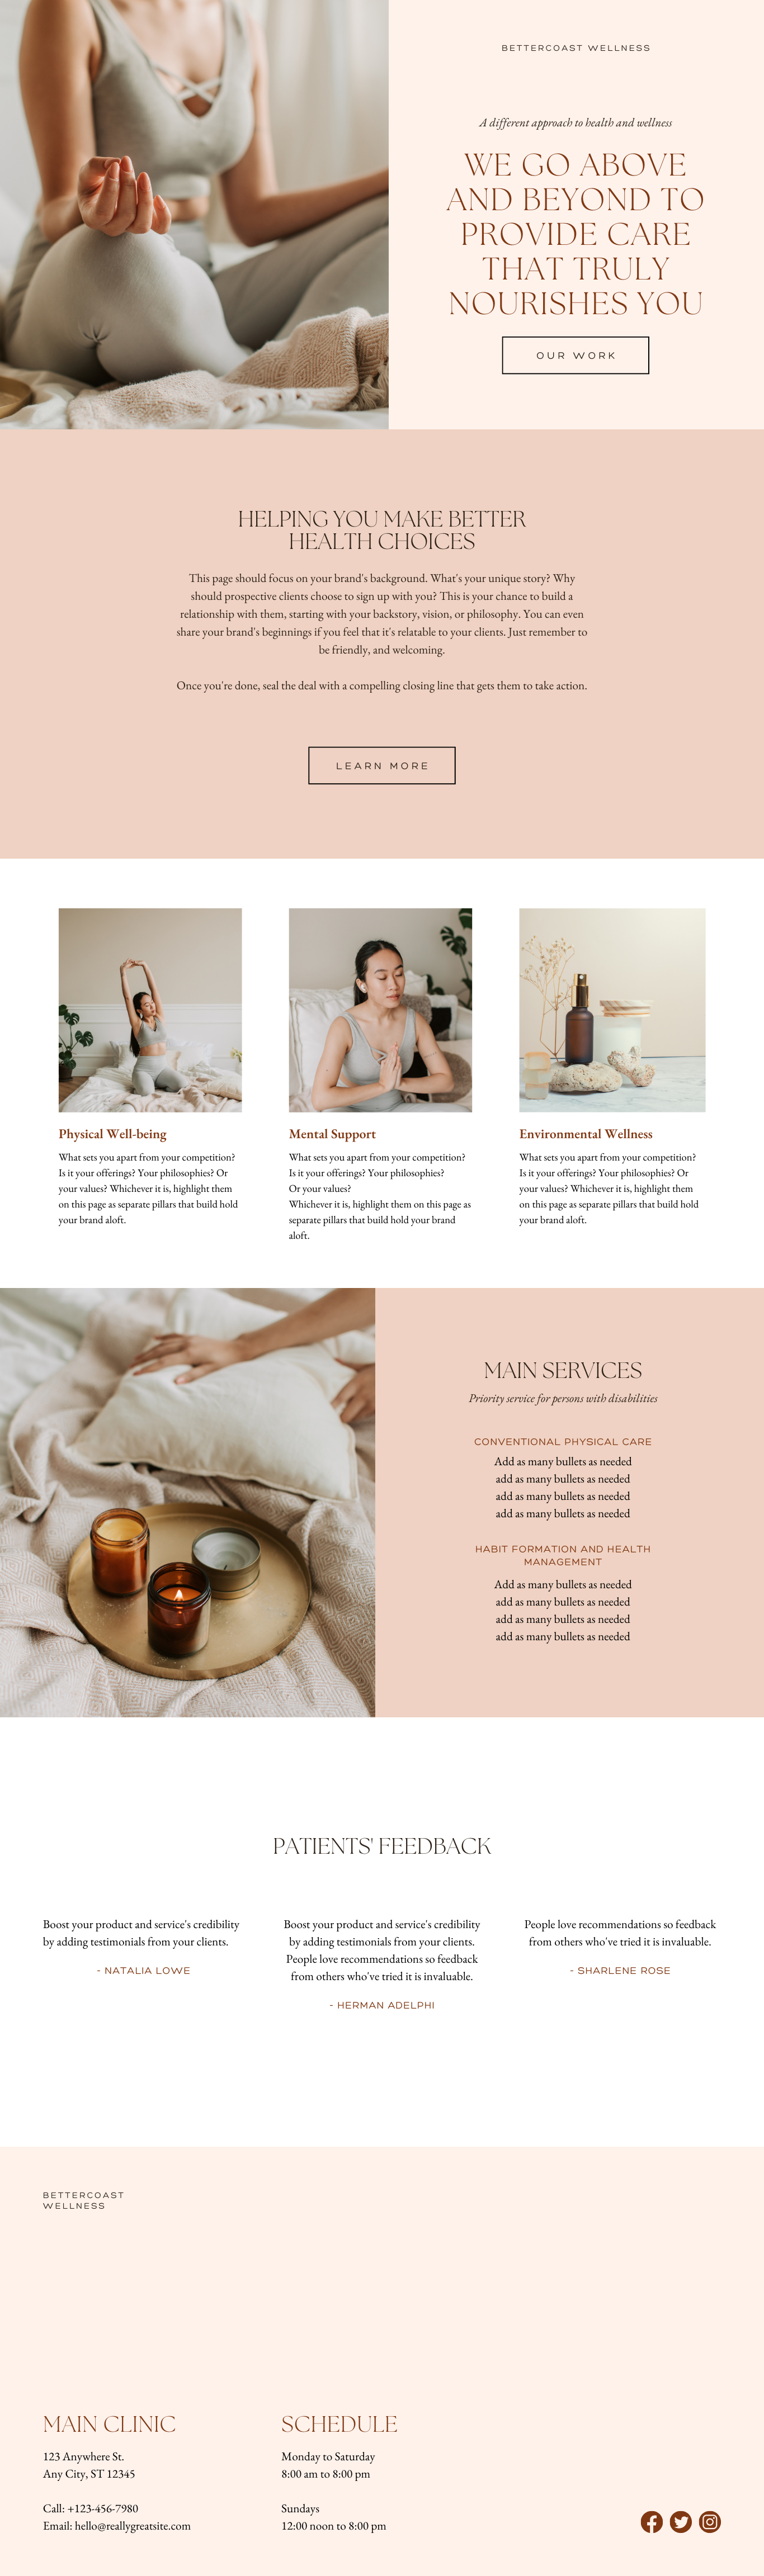 BETTERCOAST WELLNESS
A different approach to health and wellness
WE GO ABOVE
AND BEYOND TO
PROVIDE CARE
THAT TRULY
NOURISHES YOU
OUR WORK
HELPING YOU MAKE BETTER
HEALTH CHOICES
This page should focus on your brand's background. What's your unique story? Why
should prospective clients choose to sign up with you? This is your chance to build a
relationship with them, starting with your backstory, vision, or philosophy. You can even
share your brand's beginnings if you feel that it's relatable to your clients. Just remember to
be friendly, and welcoming.
Once you're done, seal the deal with a compelling closing line that gets them to take action.
LEARN MORE
Physical Well-being
What sets you apart from your competition?
Is it your offerings? Your philosophies? Or
your values? Whichever it is, highlight them
on this page as separate pillars that build hold
your brand aloft.
Mental Support
What sets you apart from your competition?
Is it your offerings? Your philosophies?
Or your values?
Whichever it is, highlight them on this page as
separate pillars that build hold your brand
aloft.
Environmental Wellness
What sets you apart from your competition?
Is it your offerings? Your philosophies? Or
your values? Whichever it is, highlight them
on this page as separate pillars that build hold
your brand aloft.
MAIN SERVICES
Priority service for persons with disabilities
CONVENTIONAL PHYSICAL CARE
Add as many bullets as needed
add as many bullets as needed
add as many bullets as needed
add as many bullets as needed
HABIT FORMATION AND HEALTH
MANAGEMENT
Add as many bullets as needed
add as many bullets as needed
add as many bullets as needed
add as many bullets as needed
PATIENTS' FEEDBACK
Boost your product and service's credibility
by adding testimonials from your clients.
- NATALIA LOWE
Boost your product and service's credibility
by adding testimonials from your clients.
People love recommendations so feedback
from others who've tried it is invaluable.
- HERMAN ADELPHI
People love recommendations so feedback
from others who've tried it is invaluable.
- SHARLENE ROSE
BETTERCOAST
WELLNESS
MAIN CLINIC
123 Anywhere St.
Any City, ST 12345
Call: +123-456-7980
Email: hello@reallygreatsite.com
SCHEDULE
Monday to Saturday
8:00 am to 8:00 pm
Sundays
12:00 noon to 8:00 pm